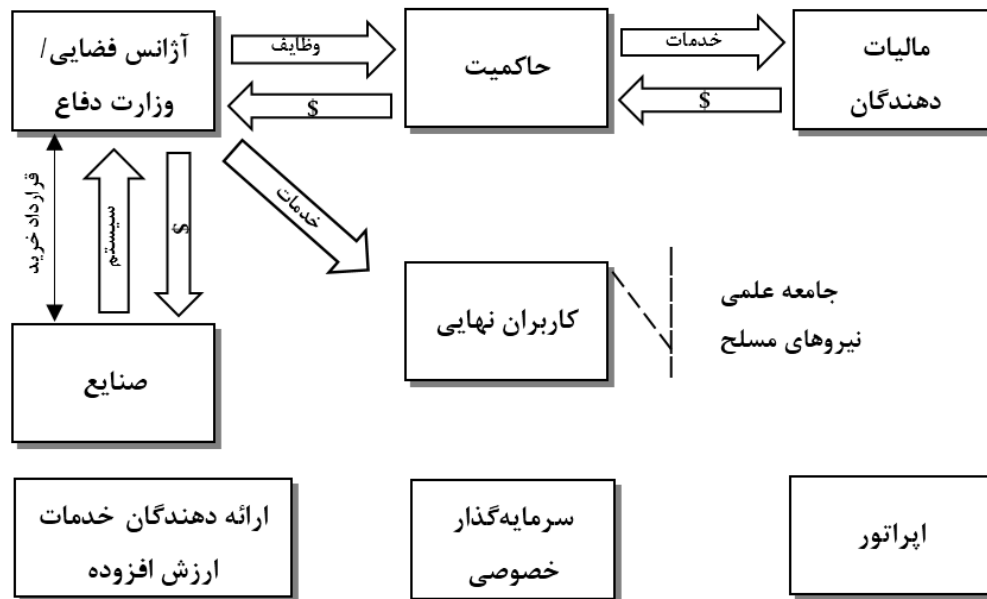 آژانس فضایی/
وزارت دفاع
وظایف
$
حاکمیت
خدمات
$
مالیات
دهندگان
قرارداد خرید
سیستم
$
خدمات
صنایع
کاربران نهایی
جامعه علمی
نیروهای مسلح
ارائه دهندگان خدمات
ارزش افزوده
سرمایه‌گذار
خصوصی
اپراتور